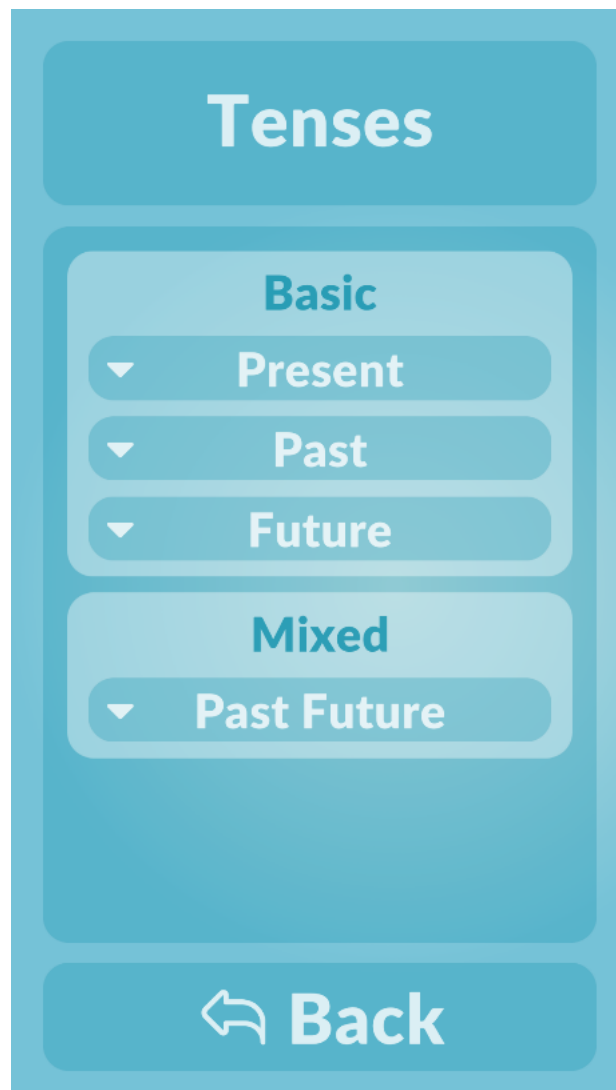 Tenses
Basic
Present
Past
Future
Mixed
Past Future
Back